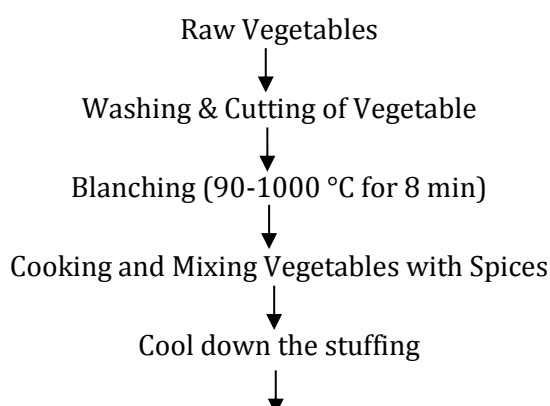 Raw Vegetables
Washing & Cutting of Vegetable
Blanching (90-1000 °C for 8 min)
Cooking and Mixing Vegetables with Spices
Cool down the stuffing